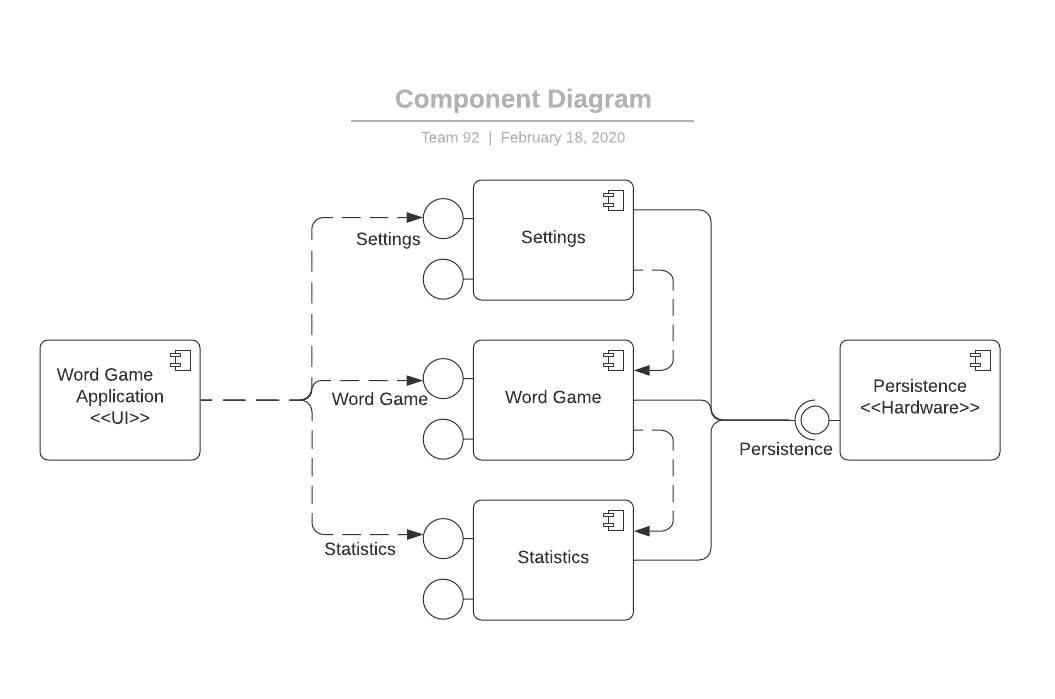 Component Diagram
Team 92 | February 18, 2020
Settings
Settings
Word Game
Application
<<UI>>
Word Game
Word Game
Persistence
<<Hardware>>
Persistence
Statistics
Statistics